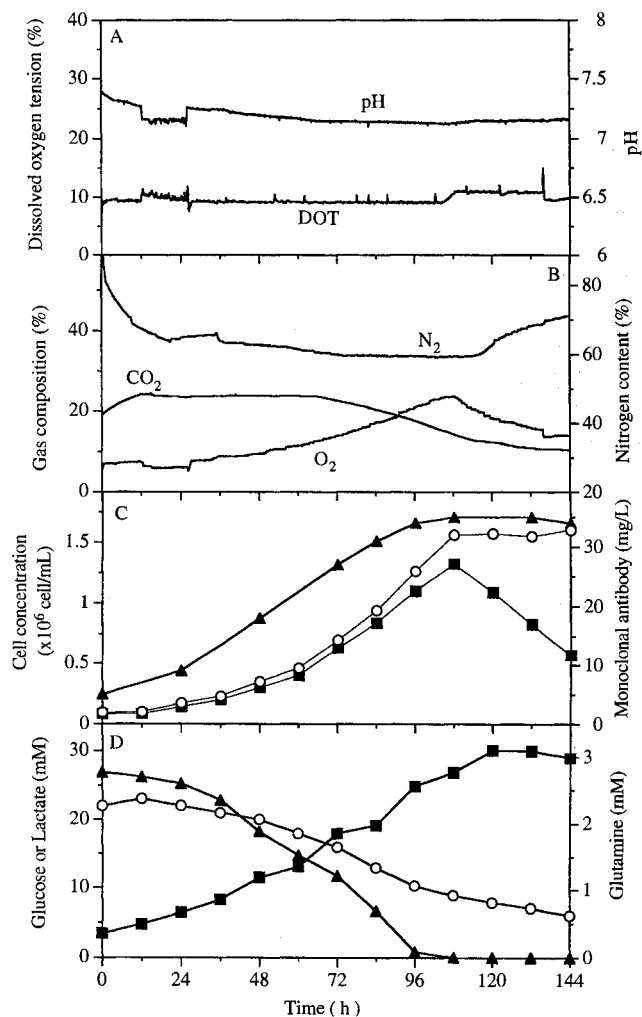 A
Dissolved oxygen tension (%)
40
30
20
10
0
pH
DOT
8
7.5
7
6.5
6
pH
B
Gas composition (%)
40
20
0
N2
CO2
O2
80
60
40
20
Nitrogen content (%)
C
Cell concentration
(x10⁶ cell/mL)
1.5
1
0.5
0
30
20
10
0
Monoclonal antibody (mg/L)
D
Glucose or Lactate (mM)
30
20
10
0
3
2
1
0
Glutamine (mM)
0 24 48 72 96 120 144
Time (h)